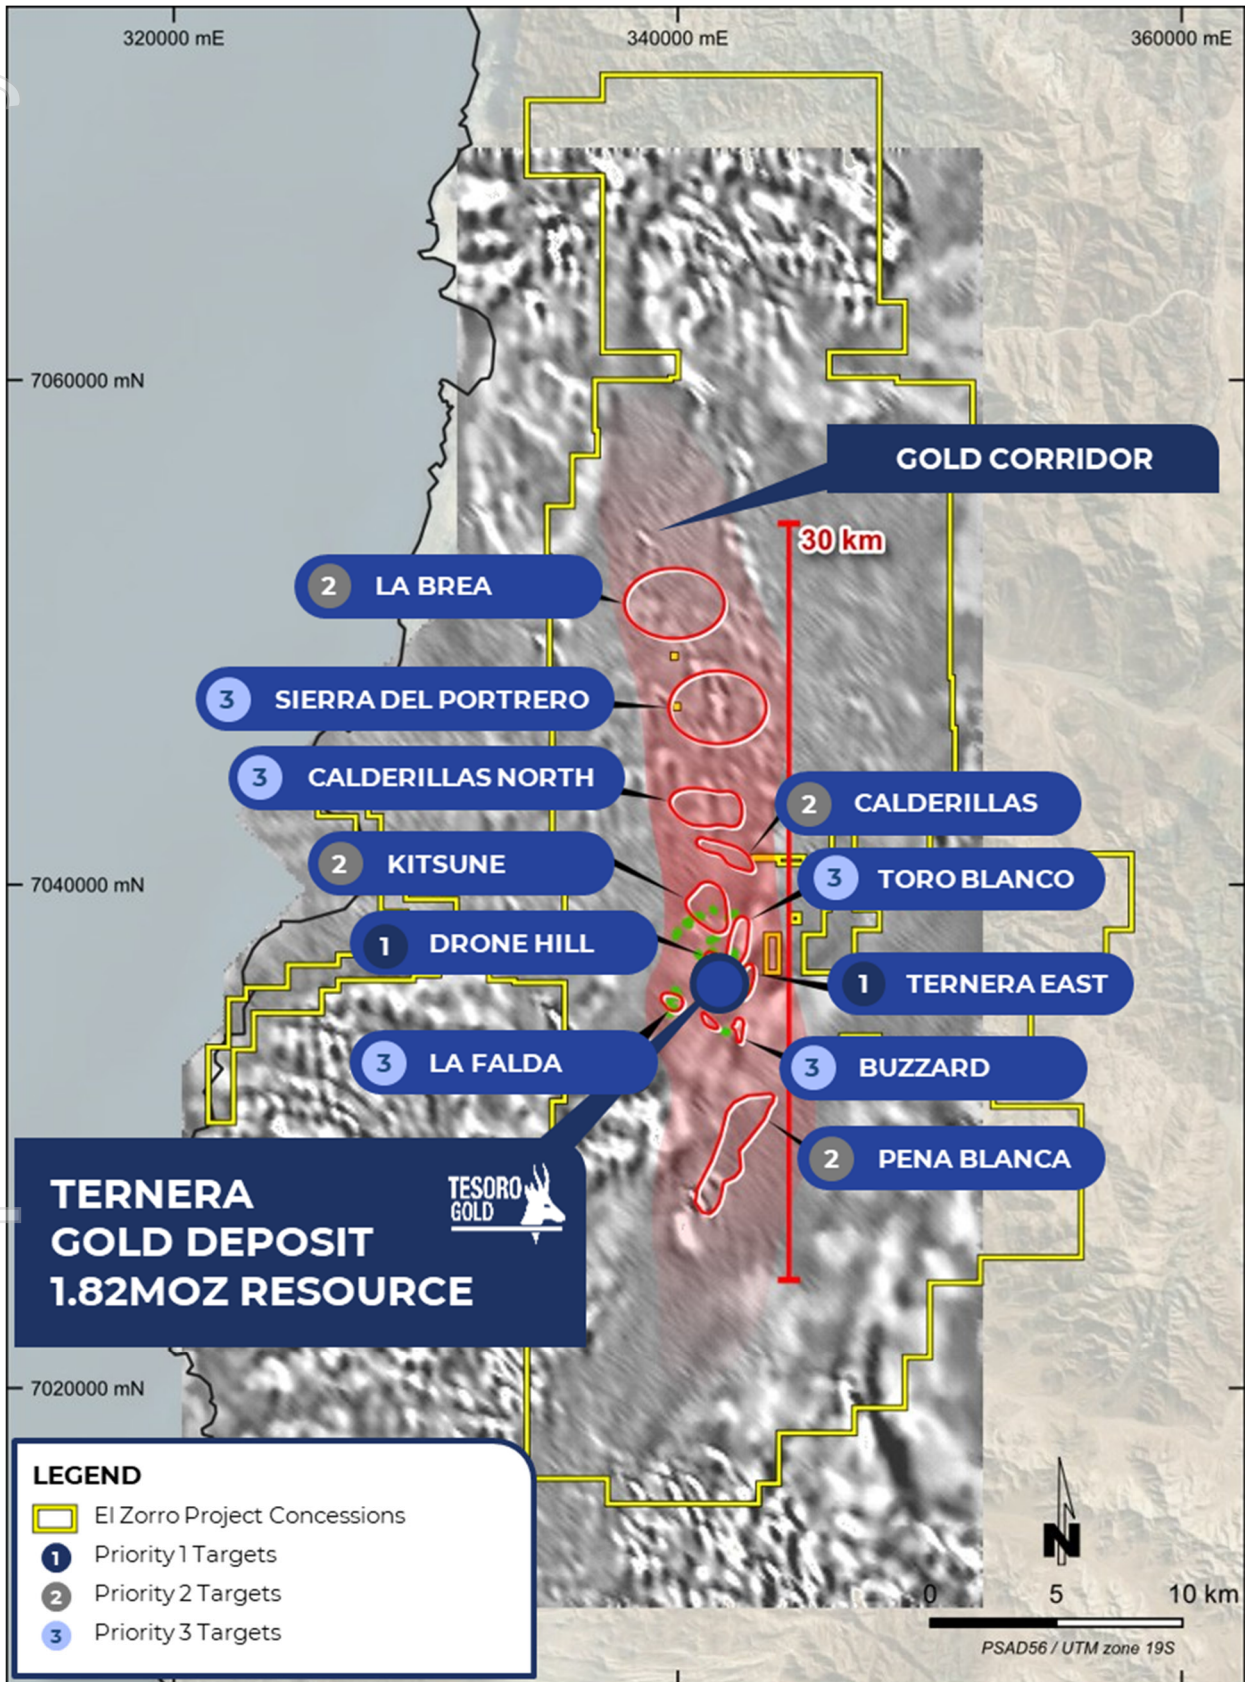 320000 mE
340000 mE
360000 mE
7060000 mN
GOLD CORRIDOR
30 km
2 LA BREA
3 SIERRA DEL PORTRERO
3 CALDERILLAS NORTH
2 CALDERILLAS
2 KITSUNE
3 TORO BLANCO
7040000 mN
1 DRONE HILL
1 TERNERA EAST
3 LA FALDA
3 BUZZARD
2 PENA BLANCA
TERNERA
GOLD DEPOSIT
1.82MOZ RESOURCE
TESORO
GOLD
7020000 mN
LEGEND
El Zorro Project Concessions
1 Priority 1 Targets
2 Priority 2 Targets
3 Priority 3 Targets
N
0 5 10 km
PSAD56 / UTM zone 19S